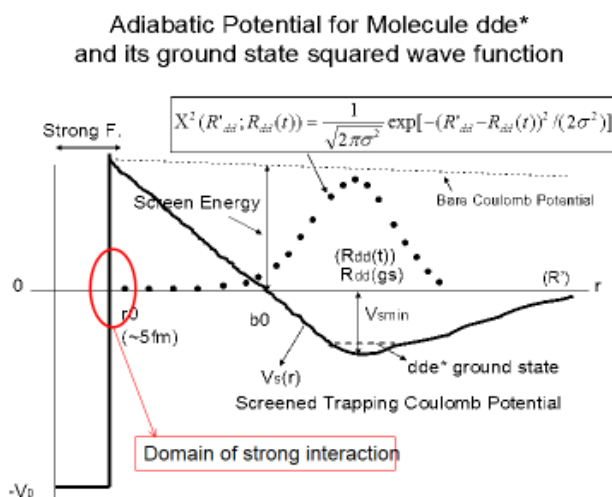 Adiabatic Potential for Molecule dde*
and its ground state squared wave function
Strong F.
X²(R'dd; Rdd(t)) = 1/√(2πσ²) exp[-(R'dd - Rdd(t))²/(2σ²)]
Screen Energy
Bare Coulomb Potential
(Rdd(t))
Rdd(gs)
(R')
0
r
r0
(~5fm)
b0
Vsmin
Vs(r)
dde* ground state
Screened Trapping Coulomb Potential
Domain of strong interaction
-V₀